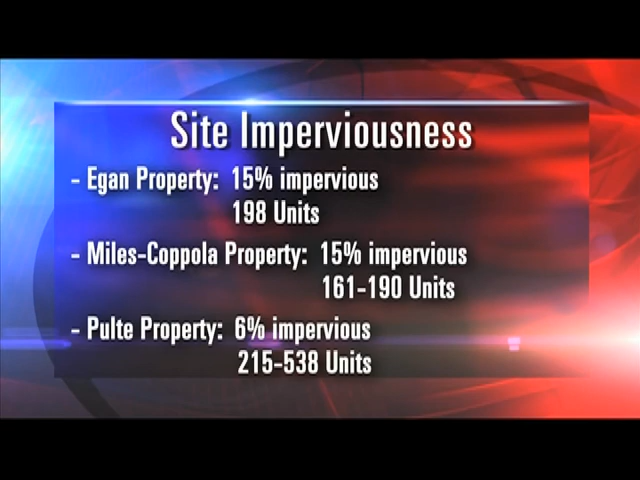 Site Imperviousness
- Egan Property: 15% impervious
198 Units
- Miles-Coppola Property: 15% impervious
161-190 Units
- Pulte Property: 6% impervious
215-538 Units